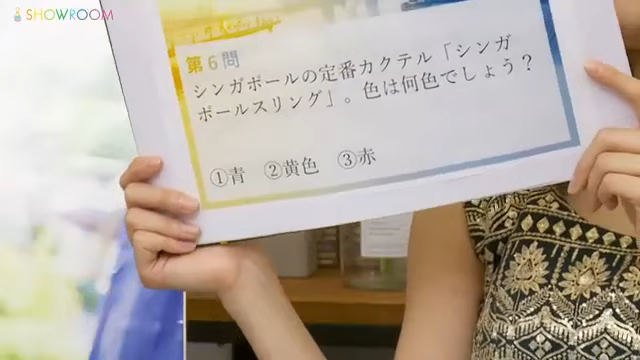 SHOWROOM
第6問
シンガポールの定番カクテル「シンガ
ポールスリング」。色は何色でしょう?
①青 ②黄色 ③赤